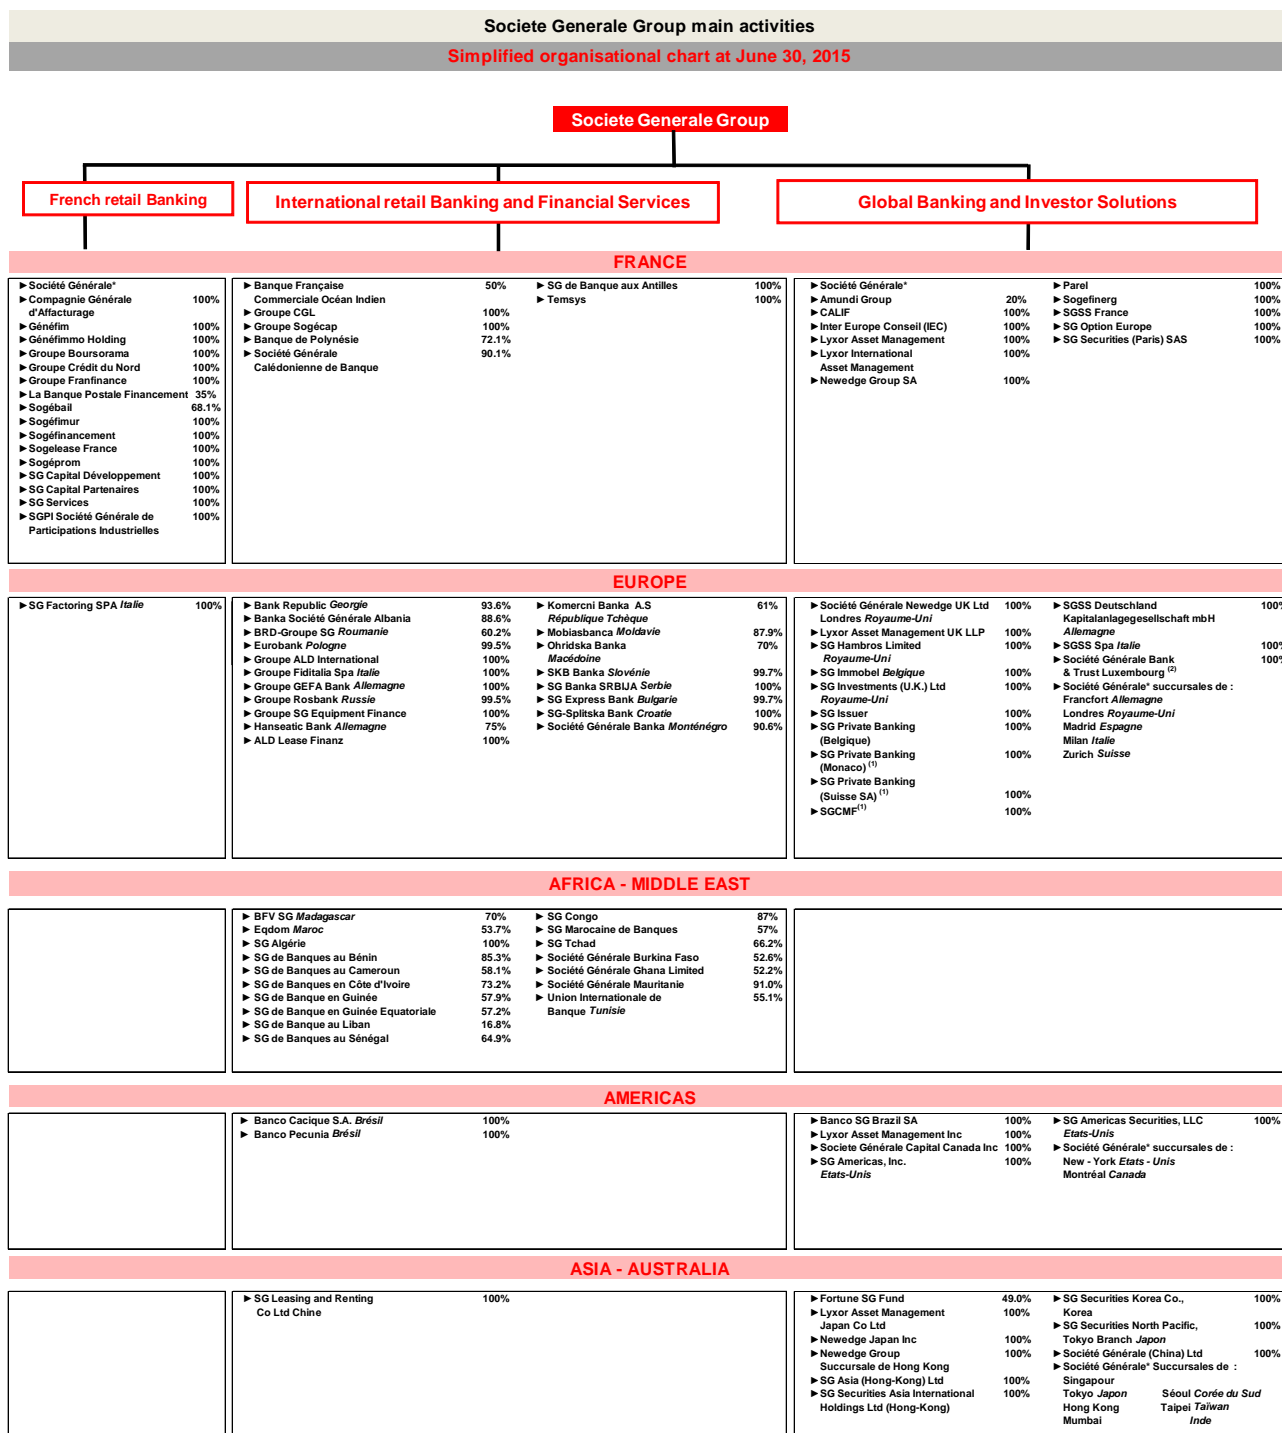 Societe Generale Group main activities
Simplified organisational chart at June 30, 2015
Societe Generale Group
French retail Banking
International retail Banking and Financial Services
Global Banking and Investor Solutions
FRANCE
►Société Générale*
►Compagnie Générale 100%
d'Affacturage
►Généfim 100%
►Généfimmo Holding 100%
►Groupe Boursorama 100%
►Groupe Crédit du Nord 100%
►Groupe Franfinance 100%
►La Banque Postale Financement 35%
►Sogébail 68.1%
►Sogéfimur 100%
►Sogéfinancement 100%
►Sogelease France 100%
►Sogéprom 100%
►SG Capital Développement 100%
►SG Capital Partenaires 100%
►SG Services 100%
►SGPI Société Générale de 100%
Participations Industrielles
►Banque Française 50%
Commerciale Océan Indien
►Groupe CGL 100%
►Groupe Sogécap 100%
►Banque de Polynésie 72.1%
►Société Générale 90.1%
Calédonienne de Banque
►SG de Banque aux Antilles 100%
►Temsys 100%
►Société Générale*
►Amundi Group 20%
►CALIF 100%
►Inter Europe Conseil (IEC) 100%
►Lyxor Asset Management 100%
►Lyxor International 100%
Asset Management
►Newedge Group SA 100%
►Parel 100%
►Sogefinerg 100%
►SGSS France 100%
►SG Option Europe 100%
►SG Securities (Paris) SAS 100%
EUROPE
►SG Factoring SPA Italie 100%
►Bank Republic Georgie 93.6%
►Banka Société Générale Albania 88.6%
►BRD-Groupe SG Roumanie 60.2%
►Eurobank Pologne 99.5%
►Groupe ALD International 100%
►Groupe Fiditalia Spa Italie 100%
►Groupe GEFA Bank Allemagne 100%
►Groupe Rosbank Russie 99.5%
►Groupe SG Equipment Finance 100%
►Hanseatic Bank Allemagne 75%
►ALD Lease Finanz 100%
►Komercni Banka A.S 61%
République Tchèque
►Mobiasbanca Moldavie 87.9%
►Ohridska Banka 70%
Macédoine
►SKB Banka Slovénie 99.7%
►SG Banka SRBIJA Serbie 100%
►SG Express Bank Bulgarie 99.7%
►SG-Splitska Bank Croatie 100%
►Société Générale Banka Monténégro 90.6%
►Société Générale Newedge UK Ltd 100%
Londres Royaume-Uni
►Lyxor Asset Management UK LLP 100%
►SG Hambros Limited 100%
Royaume-Uni
►SG Immobel Belgique 100%
►SG Investments (U.K.) Ltd 100%
Royaume-Uni
►SG Issuer 100%
►SG Private Banking 100%
(Belgique)
►SG Private Banking 100%
(Monaco) (1)
►SG Private Banking
(Suisse SA) (1) 100%
►SGCMF(1) 100%
►SGSS Deutschland 100%
Kapitalanlagegesellschaft mbH
Allemagne
►SGSS Spa Italie 100%
►Société Générale Bank 100%
& Trust Luxembourg (2)
►Société Générale* succursales de :
Francfort Allemagne
Londres Royaume-Uni
Madrid Espagne
Milan Italie
Zurich Suisse
AFRICA - MIDDLE EAST
► BFV SG Madagascar 70%
► Eqdom Maroc 53.7%
► SG Algérie 100%
► SG de Banques au Bénin 85.3%
► SG de Banques au Cameroun 58.1%
► SG de Banques en Côte d'Ivoire 73.2%
► SG de Banque en Guinée 57.9%
► SG de Banque en Guinée Equatoriale 57.2%
► SG de Banque au Liban 16.8%
► SG de Banques au Sénégal 64.9%
► SG Congo 87%
► SG Marocaine de Banques 57%
► SG Tchad 66.2%
► Société Générale Burkina Faso 52.6%
► Société Générale Ghana Limited 52.2%
► Société Générale Mauritanie 91.0%
► Union Internationale de 55.1%
Banque Tunisie
AMERICAS
► Banco Cacique S.A. Brésil 100%
► Banco Pecunia Brésil 100%
►Banco SG Brazil SA 100%
►Lyxor Asset Management Inc 100%
►Societe Générale Capital Canada Inc 100%
►SG Americas, Inc. 100%
Etats-Unis
►SG Americas Securities, LLC 100%
Etats-Unis
►Société Générale* succursales de :
New - York Etats - Unis
Montréal Canada
ASIA - AUSTRALIA
►SG Leasing and Renting 100%
Co Ltd Chine
►Fortune SG Fund 49.0%
►Lyxor Asset Management 100%
Japan Co Ltd
►Newedge Japan Inc 100%
►Newedge Group 100%
Succursale de Hong Kong
►SG Asia (Hong-Kong) Ltd 100%
►SG Securities Asia International 100%
Holdings Ltd (Hong-Kong)
►SG Securities Korea Co., 100%
Korea
►SG Securities North Pacific, 100%
Tokyo Branch Japon
►Société Générale (China) Ltd 100%
►Société Générale* Succursales de :
Singapour
Tokyo Japon Séoul Corée du Sud
Hong Kong Taipei Taïwan
Mumbai Inde